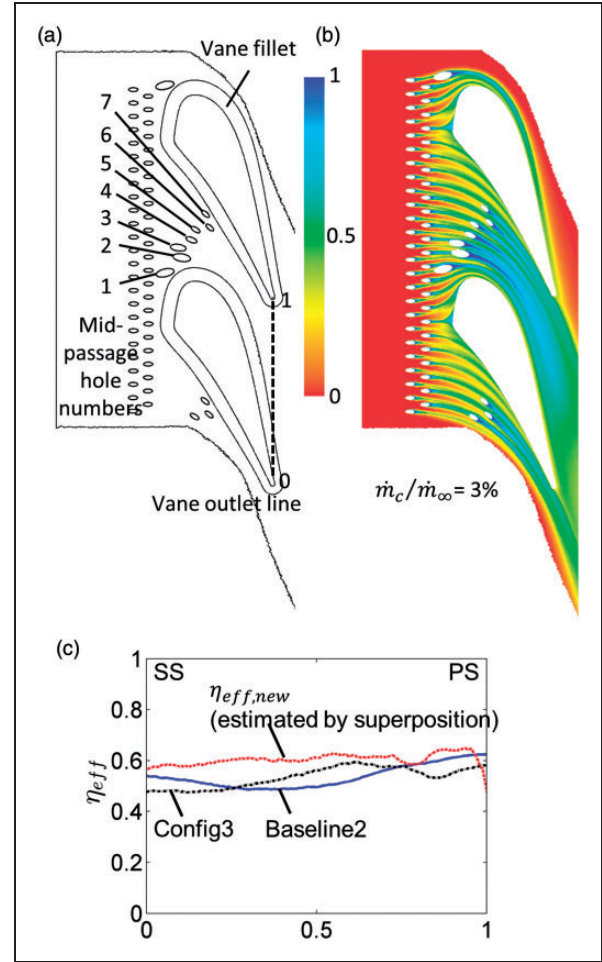 (a)
Vane fillet
7
6
5
4
3
2
1
Mid-
passage
hole
numbers
1
0
Vane outlet line
(b)
1
0.5
0
ṁc/ṁ∞= 3%
(c)
1
0.8
0.6
0.4
0.2
0
ηeff
SS
PS
ηeff,new
(estimated by superposition)
Config3
Baseline2
0
0.5
1